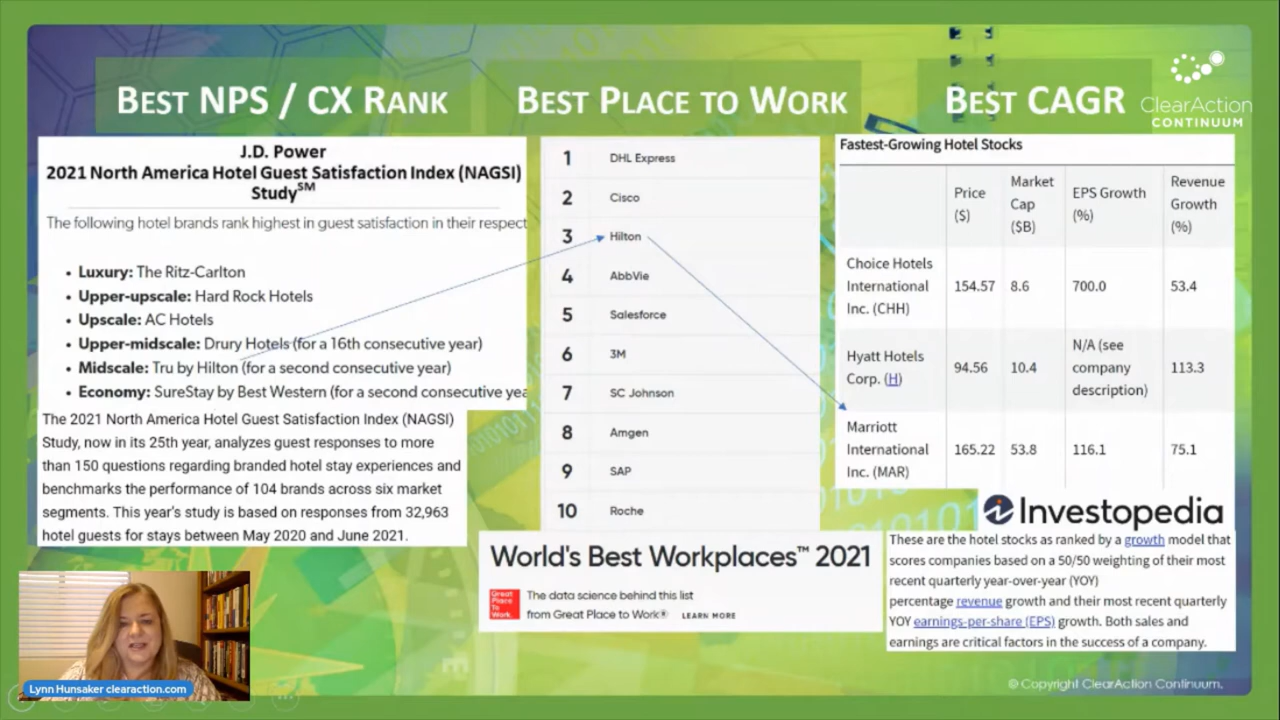 BEST NPS / CX RANK
BEST PLACE TO WORK
BEST CAGR
ClearAction
CONTINUUM™
J.D. Power
2021 North America Hotel Guest Satisfaction Index (NAGSI)
StudySM
The following hotel brands rank highest in guest satisfaction in their respect
• Luxury: The Ritz-Carlton
• Upper-upscale: Hard Rock Hotels
• Upscale: AC Hotels
• Upper-midscale: Drury Hotels (for a 16th consecutive year)
• Midscale: Tru by Hilton (for a second consecutive year)
• Economy: SureStay by Best Western (for a second consecutive yea
The 2021 North America Hotel Guest Satisfaction Index (NAGSI)
Study, now in its 25th year, analyzes guest responses to more
than 150 questions regarding branded hotel stay experiences and
benchmarks the performance of 104 brands across six market
segments. This year's study is based on responses from 32,963
hotel guests for stays between May 2020 and June 2021.
1 DHL Express
2 Cisco
3 Hilton
4 AbbVie
5 Salesforce
6 3M
7 SC Johnson
8 Amgen
9 SAP
10 Roche
World's Best Workplaces™ 2021
Great
Place
To
Work.
The data science behind this list
from Great Place to Work® LEARN MORE
Fastest-Growing Hotel Stocks
Price
($)
Market
Cap
($B)
EPS Growth
(%)
Revenue
Growth
(%)
Choice Hotels
International
Inc. (CHH)
154.57 8.6 700.0 53.4
Hyatt Hotels
Corp. (H)
94.56 10.4
N/A (see
company
description)
113.3
Marriott
International
Inc. (MAR)
165.22 53.8 116.1 75.1
Investopedia
These are the hotel stocks as ranked by a growth model that
scores companies based on a 50/50 weighting of their most
recent quarterly year-over-year (YOY)
percentage revenue growth and their most recent quarterly
YOY earnings-per-share (EPS) growth. Both sales and
earnings are critical factors in the success of a company.
Lynn Hunsaker clearaction.com
© Copyright ClearAction Continuum.